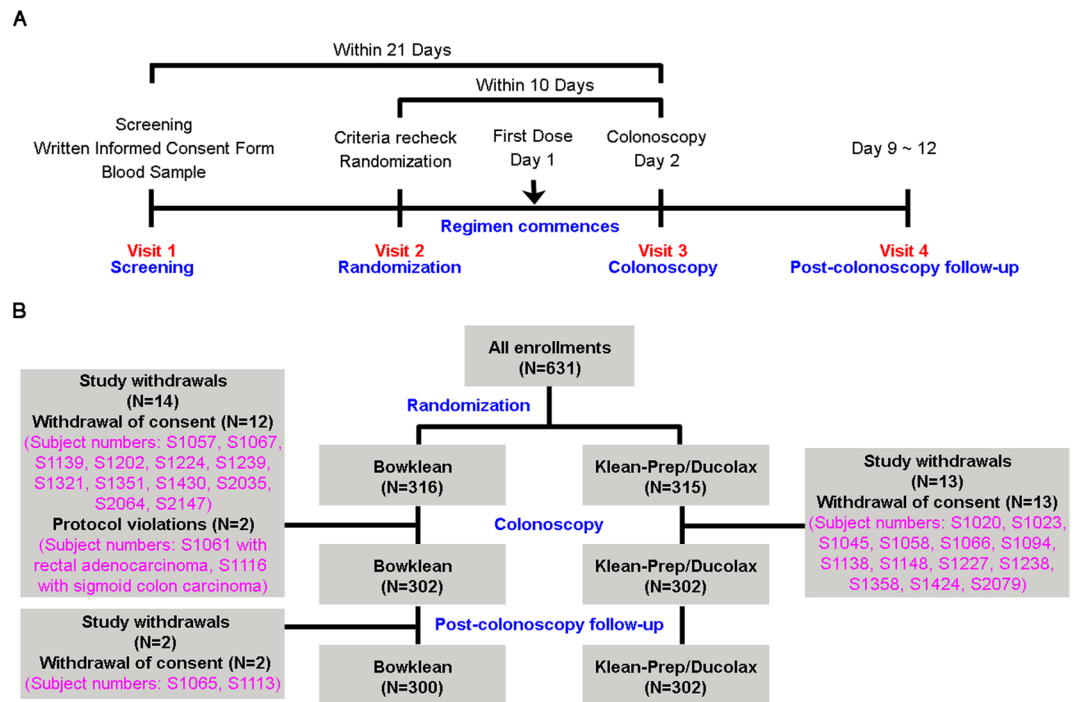 A
Within 21 Days
Within 10 Days
Screening
Written Informed Consent Form
Blood Sample
Criteria recheck
Randomization
First Dose
Day 1
Colonoscopy
Day 2
Day 9 ~ 12
Regimen commences
Visit 1
Screening
Visit 2
Randomization
Visit 3
Colonoscopy
Visit 4
Post-colonoscopy follow-up
B
All enrollments
(N=631)
Randomization
Study withdrawals
(N=14)
Withdrawal of consent (N=12)
(Subject numbers: S1057, S1067,
S1139, S1202, S1224, S1239,
S1321, S1351, S1430, S2035,
S2064, S2147)
Protocol violations (N=2)
(Subject numbers: S1061 with
rectal adenocarcinoma, S1116
with sigmoid colon carcinoma)
Bowklean
(N=316)
Klean-Prep/Ducolax
(N=315)
Study withdrawals
(N=13)
Withdrawal of consent (N=13)
(Subject numbers: S1020, S1023,
S1045, S1058, S1066, S1094,
S1138, S1148, S1227, S1238,
S1358, S1424, S2079)
Colonoscopy
Bowklean
(N=302)
Klean-Prep/Ducolax
(N=302)
Study withdrawals
(N=2)
Withdrawal of consent (N=2)
(Subject numbers: S1065, S1113)
Post-colonoscopy follow-up
Bowklean
(N=300)
Klean-Prep/Ducolax
(N=302)